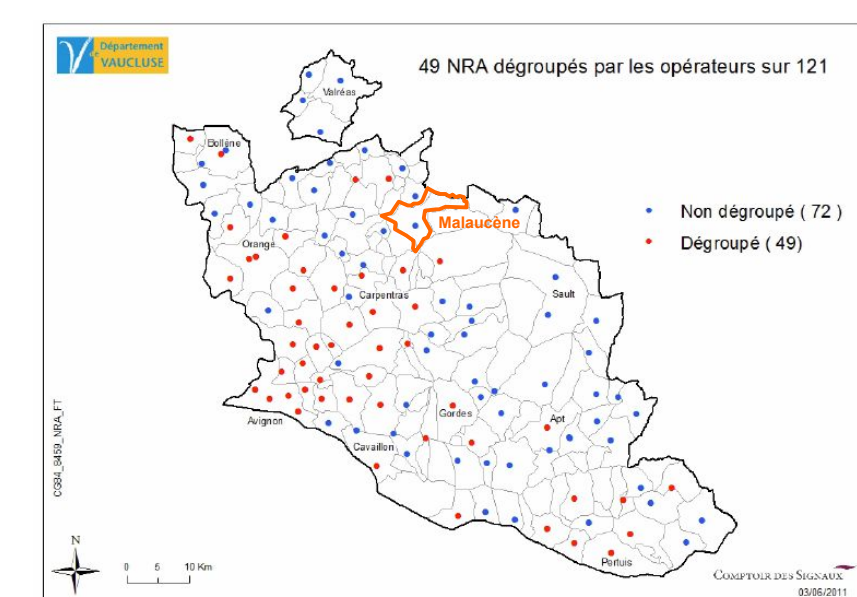 Département
de VAUCLUSE
49 NRA dégroupés par les opérateurs sur 121
Valréas
Bollène
Malaucène
Non dégroupé ( 72 )
Dégroupé ( 49)
Orange
Carpentras
Sault
CG84_8459_NRA_FT
Avignon
Gordes
Apt
Cavaillon
N
0 5 10 Km
Pertuis
COMPTOIR DES SIGNAUX
03/06/2011